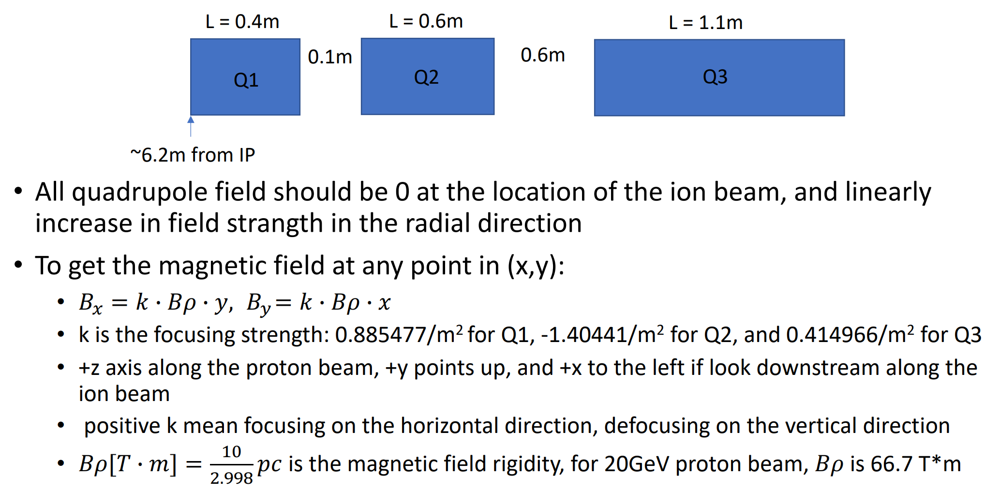 L = 0.4m
L = 0.6m
L = 1.1m
0.1m
0.6m
Q1
Q2
Q3
~6.2m from IP
• All quadrupole field should be 0 at the location of the ion beam, and linearly
increase in field strangth in the radial direction
• To get the magnetic field at any point in (x,y):
• Bₓ = k · Bρ · y, B_y = k · Bρ · x
• k is the focusing strength: 0.885477/m² for Q1, -1.40441/m² for Q2, and 0.414966/m² for Q3
• +z axis along the proton beam, +y points up, and +x to the left if look downstream along the
ion beam
• positive k mean focusing on the horizontal direction, defocusing on the vertical direction
• Bρ[T · m] = 10/2.998 pc is the magnetic field rigidity, for 20GeV proton beam, Bρ is 66.7 T*m